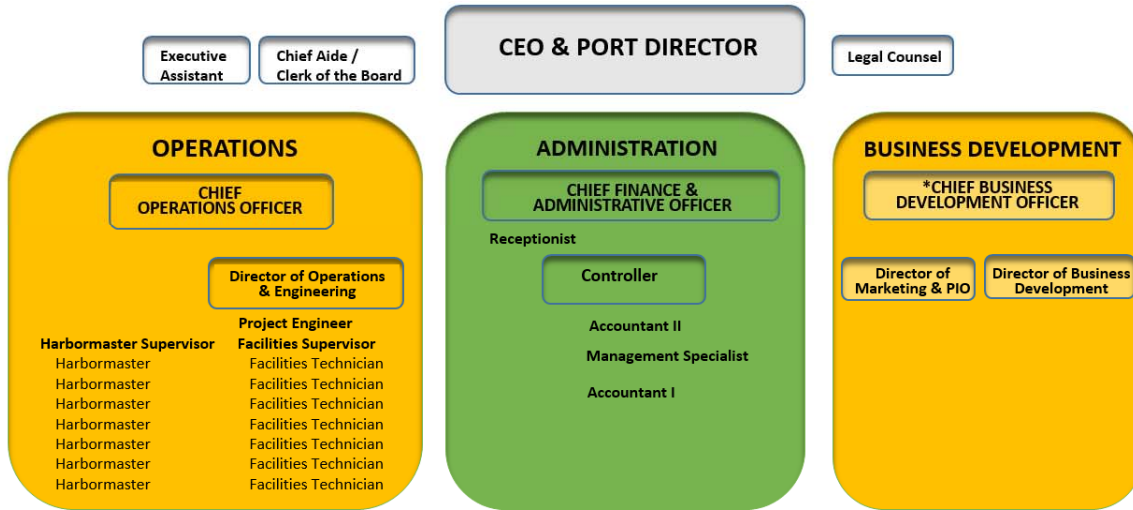 CEO & PORT DIRECTOR
Executive
Assistant
Chief Aide /
Clerk of the Board
Legal Counsel
OPERATIONS
CHIEF
OPERATIONS OFFICER
Director of Operations
& Engineering
Project Engineer
Harbormaster Supervisor
Harbormaster
Harbormaster
Harbormaster
Harbormaster
Harbormaster
Harbormaster
Harbormaster
Facilities Supervisor
Facilities Technician
Facilities Technician
Facilities Technician
Facilities Technician
Facilities Technician
Facilities Technician
Facilities Technician
ADMINISTRATION
CHIEF FINANCE &
ADMINISTRATIVE OFFICER
Receptionist
Controller
Accountant II
Management Specialist
Accountant I
BUSINESS DEVELOPMENT
*CHIEF BUSINESS
DEVELOPMENT OFFICER
Director of
Marketing & PIO
Director of Business
Development